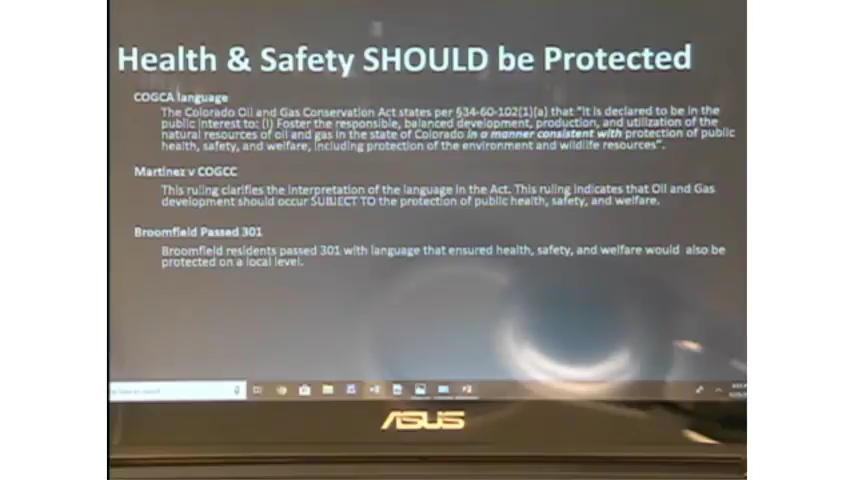 Health & Safety SHOULD be Protected
COGCA language
The Colorado Oil and Gas Conservation Act states per §34-60-102(1)(a) that "it is declared to be in the
public interest to: (I) Foster the responsible, balanced development, production, and utilization of the
natural resources of oil and gas in the state of Colorado in a manner consistent with protection of public
health, safety, and welfare, including protection of the environment and wildlife resources".
Martinez v COGCC
This ruling clarifies the interpretation of the language in the Act. This ruling indicates that Oil and Gas
development should occur SUBJECT TO the protection of public health, safety, and welfare.
Broomfield Passed 301
Broomfield residents passed 301 with language that ensured health, safety, and welfare would also be
protected on a local level.
ASUS